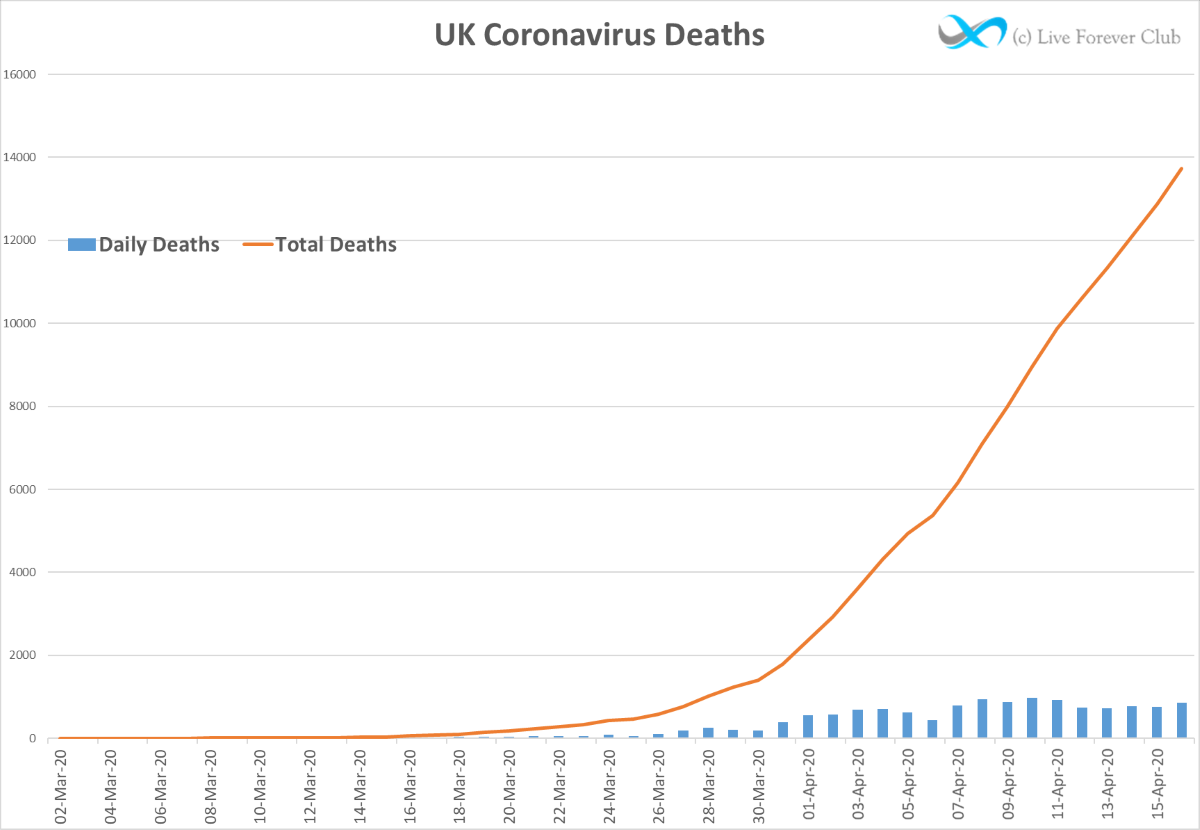 UK Coronavirus Deaths
(c) Live Forever Club
16000
14000
12000
10000
8000
6000
4000
2000
0
Daily Deaths
Total Deaths
02-Mar-20
04-Mar-20
06-Mar-20
08-Mar-20
10-Mar-20
12-Mar-20
14-Mar-20
16-Mar-20
18-Mar-20
20-Mar-20
22-Mar-20
24-Mar-20
26-Mar-20
28-Mar-20
30-Mar-20
01-Apr-20
03-Apr-20
05-Apr-20
07-Apr-20
09-Apr-20
11-Apr-20
13-Apr-20
15-Apr-20